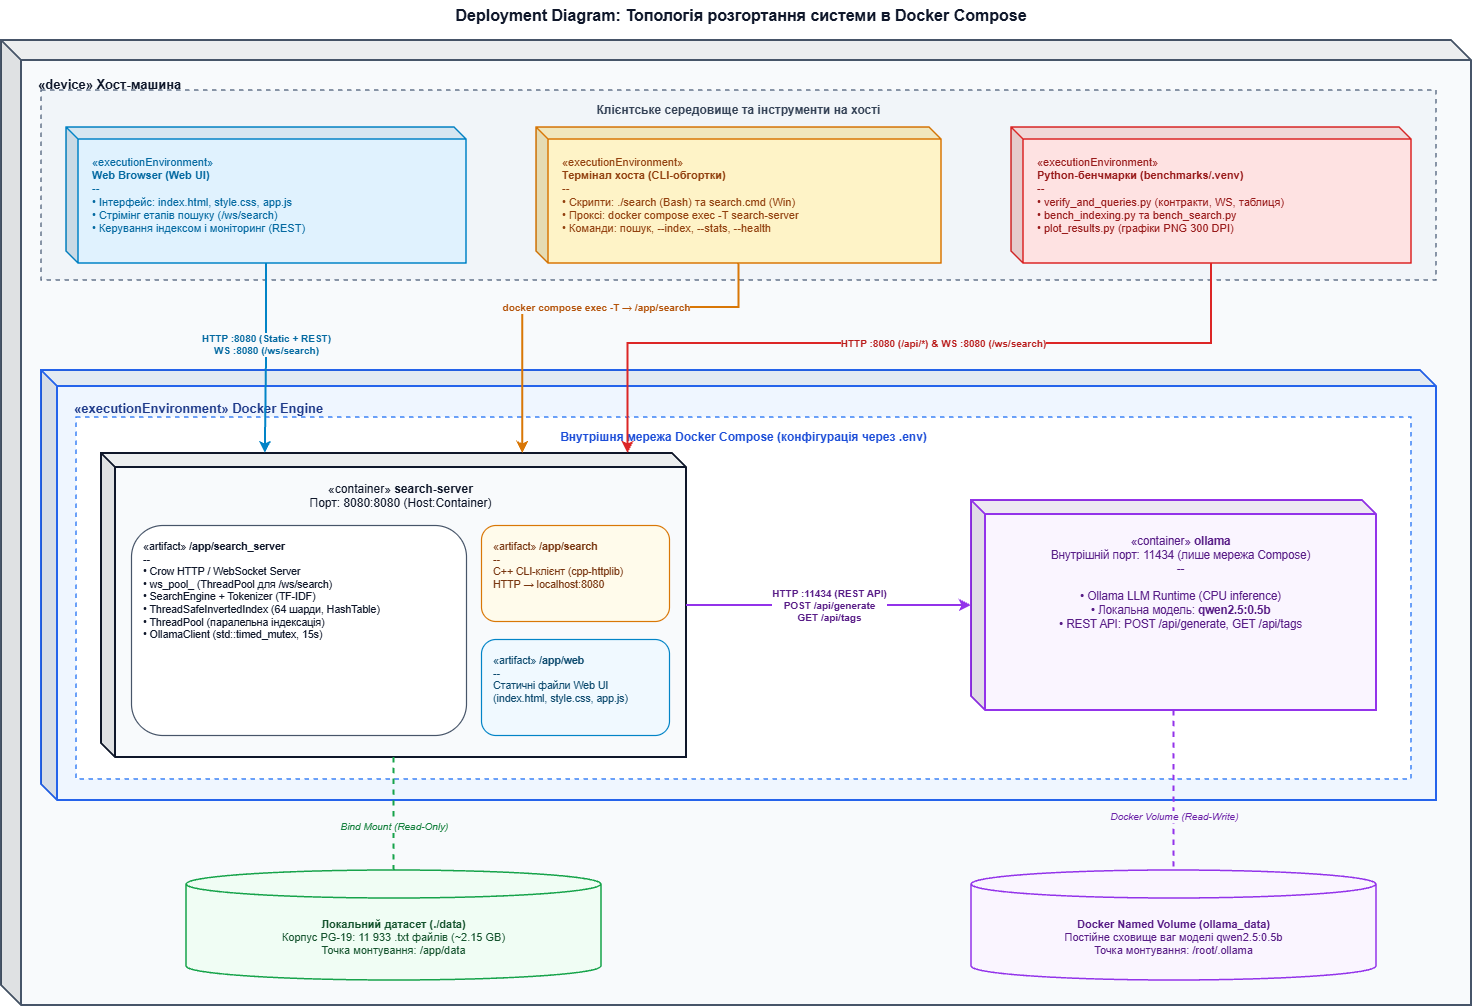 Deployment Diagram: Топологія розгортання системи в Docker Compose
«device» Хост-машина
Клієнтське середовище та інструменти на хості
«executionEnvironment»
Web Browser (Web UI)
--
• Інтерфейс: index.html, style.css, app.js
• Стрімінг етапів пошуку (/ws/search)
• Керування індексом і моніторинг (REST)
«executionEnvironment»
Термінал хоста (CLI-обгортки)
--
• Скрипти: ./search (Bash) та search.cmd (Win)
• Проксі: docker compose exec -T search-server
• Команди: пошук, --index, --stats, --health
«executionEnvironment»
Python-бенчмарки (benchmarks/.venv)
--
• verify_and_queries.py (контракти, WS, таблиця)
• bench_indexing.py та bench_search.py
• plot_results.py (графіки PNG 300 DPI)
docker compose exec -T → /app/search
HTTP :8080 (Static + REST)
WS :8080 (/ws/search)
HTTP :8080 (/api/*) & WS :8080 (/ws/search)
«executionEnvironment» Docker Engine
Внутрішня мережа Docker Compose (конфігурація через .env)
«container» search-server
Порт: 8080:8080 (Host:Container)
«artifact» /app/search_server
--
• Crow HTTP / WebSocket Server
• ws_pool_ (ThreadPool для /ws/search)
• SearchEngine + Tokenizer (TF-IDF)
• ThreadSafeInvertedIndex (64 шарди, HashTable)
• ThreadPool (паралельна індексація)
• OllamaClient (std::timed_mutex, 15s)
«artifact» /app/search
--
C++ CLI-клієнт (cpp-httplib)
HTTP → localhost:8080
«artifact» /app/web
--
Статичні файли Web UI
(index.html, style.css, app.js)
HTTP :11434 (REST API)
POST /api/generate
GET /api/tags
«container» ollama
Внутрішній порт: 11434 (лише мережа Compose)
--
• Ollama LLM Runtime (CPU inference)
• Локальна модель: qwen2.5:0.5b
• REST API: POST /api/generate, GET /api/tags
Bind Mount (Read-Only)
Docker Volume (Read-Write)
Локальний датасет (./data)
Корпус PG-19: 11 933 .txt файлів (~2.15 GB)
Точка монтування: /app/data
Docker Named Volume (ollama_data)
Постійне сховище ваг моделі qwen2.5:0.5b
Точка монтування: /root/.ollama